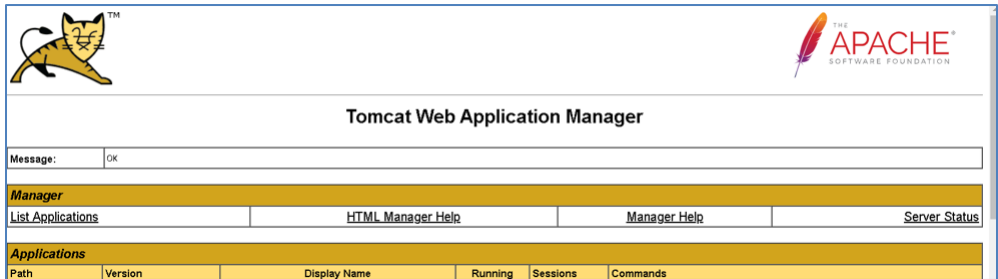 TM
THE
APACHE®
SOFTWARE FOUNDATION
Tomcat Web Application Manager
Message: OK
Manager
List Applications HTML Manager Help Manager Help Server Status
Applications
Path Version Display Name Running Sessions Commands